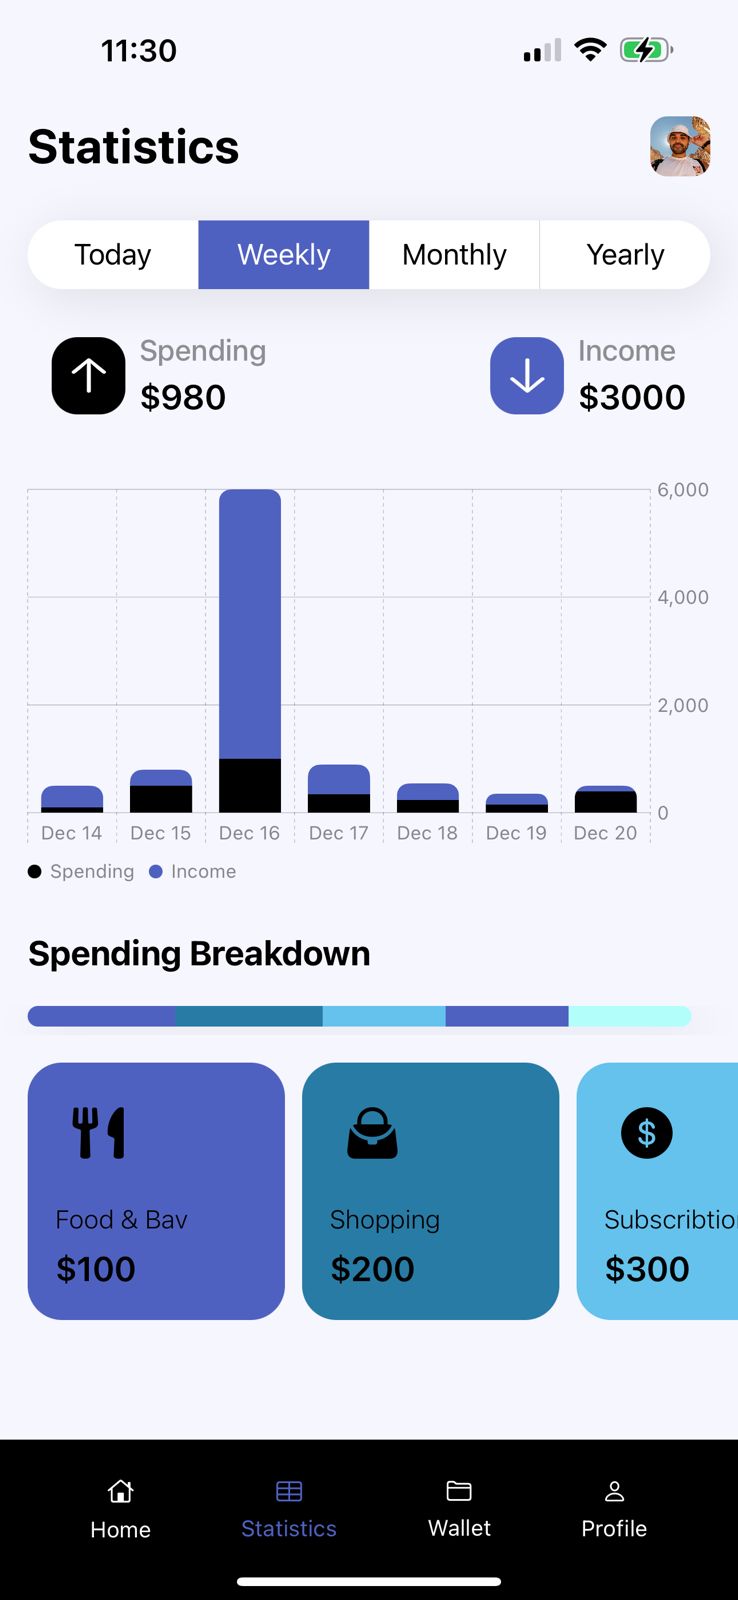 11:30
Statistics
Today Weekly Monthly Yearly
Spending Income
$980 $3000
6,000
4,000
2,000
0
Dec 14 Dec 15 Dec 16 Dec 17 Dec 18 Dec 19 Dec 20
Spending Income
Spending Breakdown
$
Food & Bav Shopping Subscribtio
$100 $200 $300
Home Statistics Wallet Profile